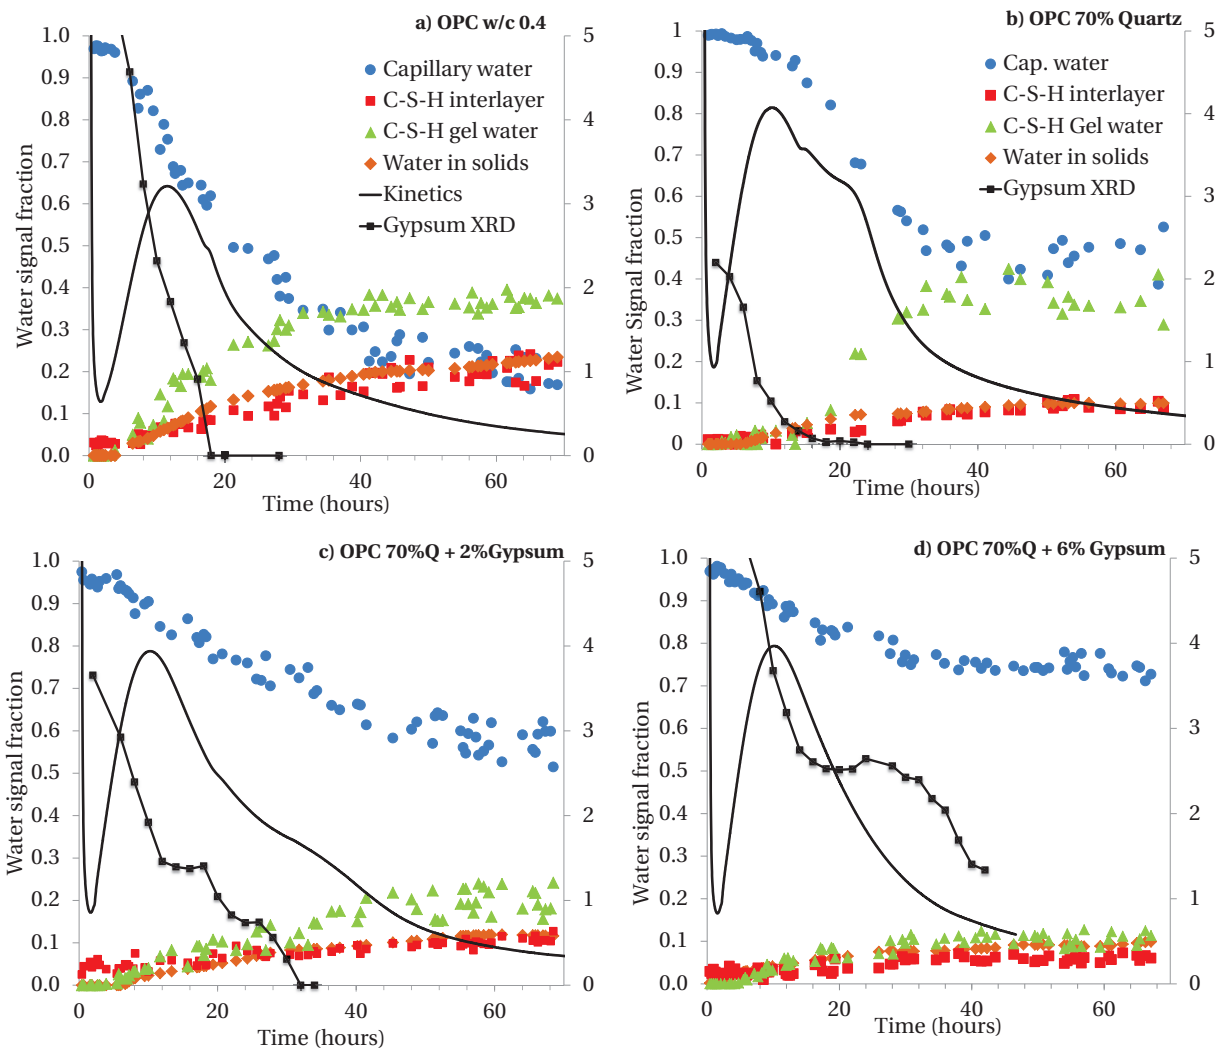 a) OPC w/c 0.4
1.0
0.9
0.8
0.7
0.6
0.5
0.4
0.3
0.2
0.1
0.0
Water signal fraction
5
4
3
2
1
0
Capillary water
C-S-H interlayer
C-S-H gel water
Water in solids
Kinetics
Gypsum XRD
0 20 40 60
Time (hours)
b) OPC 70% Quartz
1
0.9
0.8
0.7
0.6
0.5
0.4
0.3
0.2
0.1
0
Water Signal fraction
5
4
3
2
1
0
Cap. water
C-S-H interlayer
C-S-H Gel water
Water in solids
Gypsum XRD
0 20 40 60
Time (hours)
c) OPC 70%Q + 2%Gypsum
1.0
0.9
0.8
0.7
0.6
0.5
0.4
0.3
0.2
0.1
0.0
Water signal fraction
5
4
3
2
1
0
0 20 40 60
Time (hours)
d) OPC 70%Q + 6% Gypsum
1.0
0.9
0.8
0.7
0.6
0.5
0.4
0.3
0.2
0.1
0.0
Water signal fraction
5
4
3
2
1
0
0 20 40 60
Time (hours)